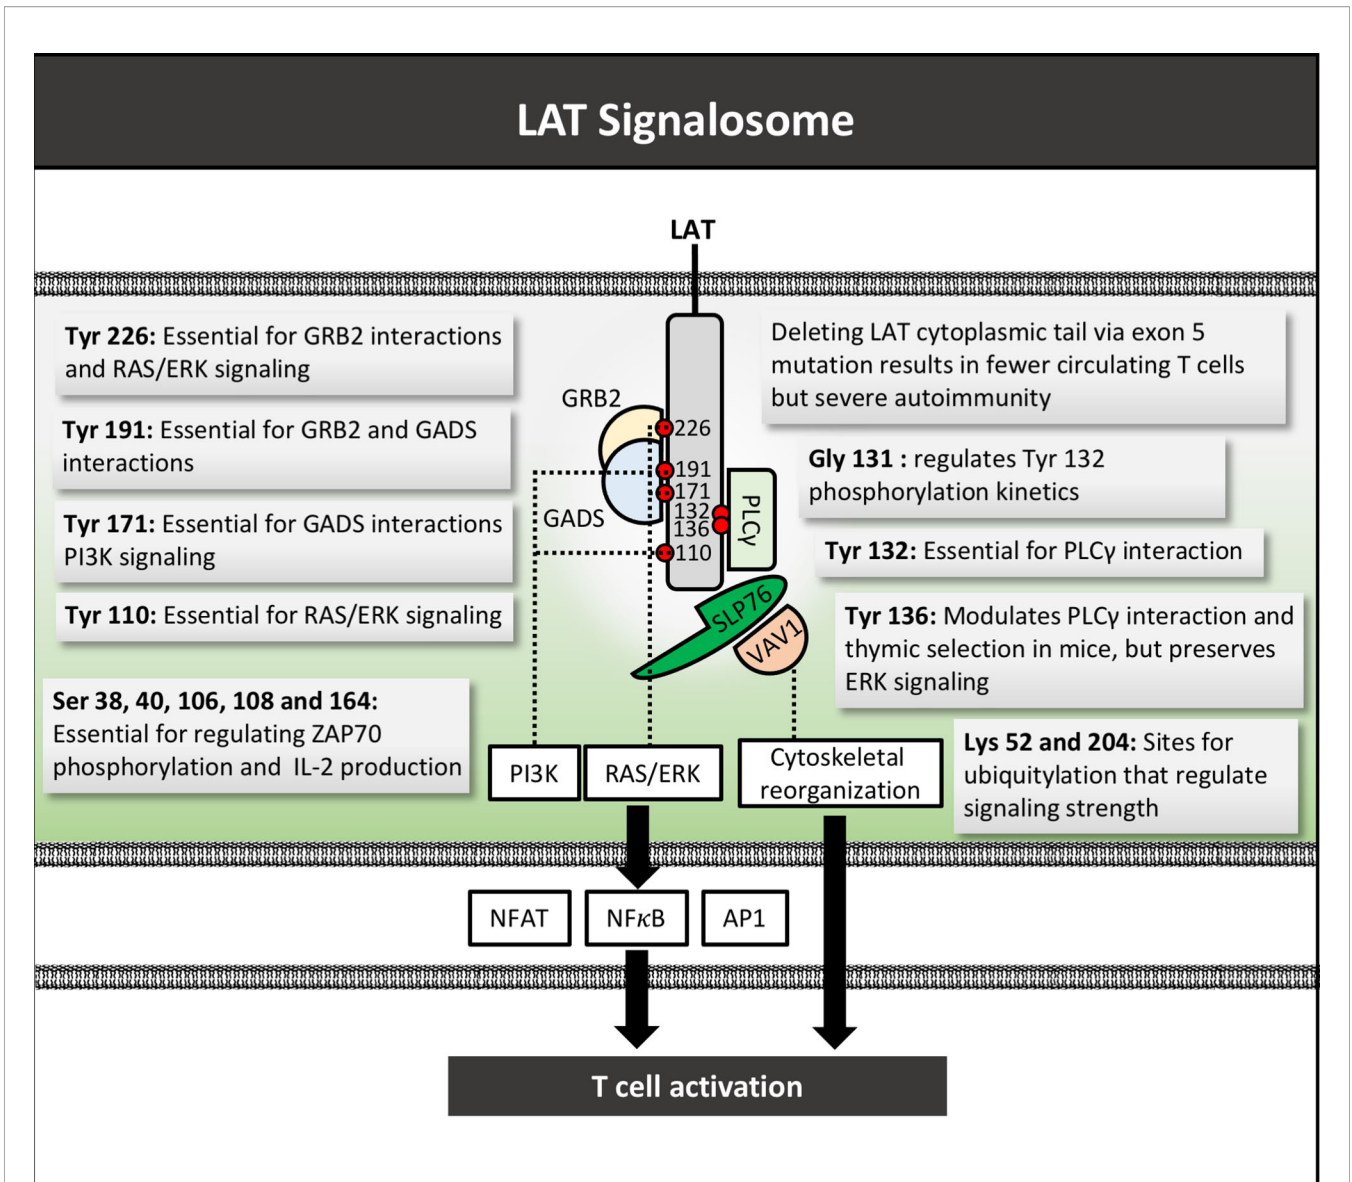 LAT Signalosome
LAT
Tyr 226: Essential for GRB2 interactions
and RAS/ERK signaling
Tyr 191: Essential for GRB2 and GADS
interactions
Tyr 171: Essential for GADS interactions
PI3K signaling
Tyr 110: Essential for RAS/ERK signaling
Ser 38, 40, 106, 108 and 164:
Essential for regulating ZAP70
phosphorylation and IL-2 production
GRB2
GADS
226
191
171
132
136
110
PLCγ
SLP76
VAV1
Deleting LAT cytoplasmic tail via exon 5
mutation results in fewer circulating T cells
but severe autoimmunity
Gly 131 : regulates Tyr 132
phosphorylation kinetics
Tyr 132: Essential for PLCγ interaction
Tyr 136: Modulates PLCγ interaction and
thymic selection in mice, but preserves
ERK signaling
Lys 52 and 204: Sites for
ubiquitylation that regulate
signaling strength
PI3K
RAS/ERK
Cytoskeletal
reorganization
NFAT
NFκB
AP1
T cell activation